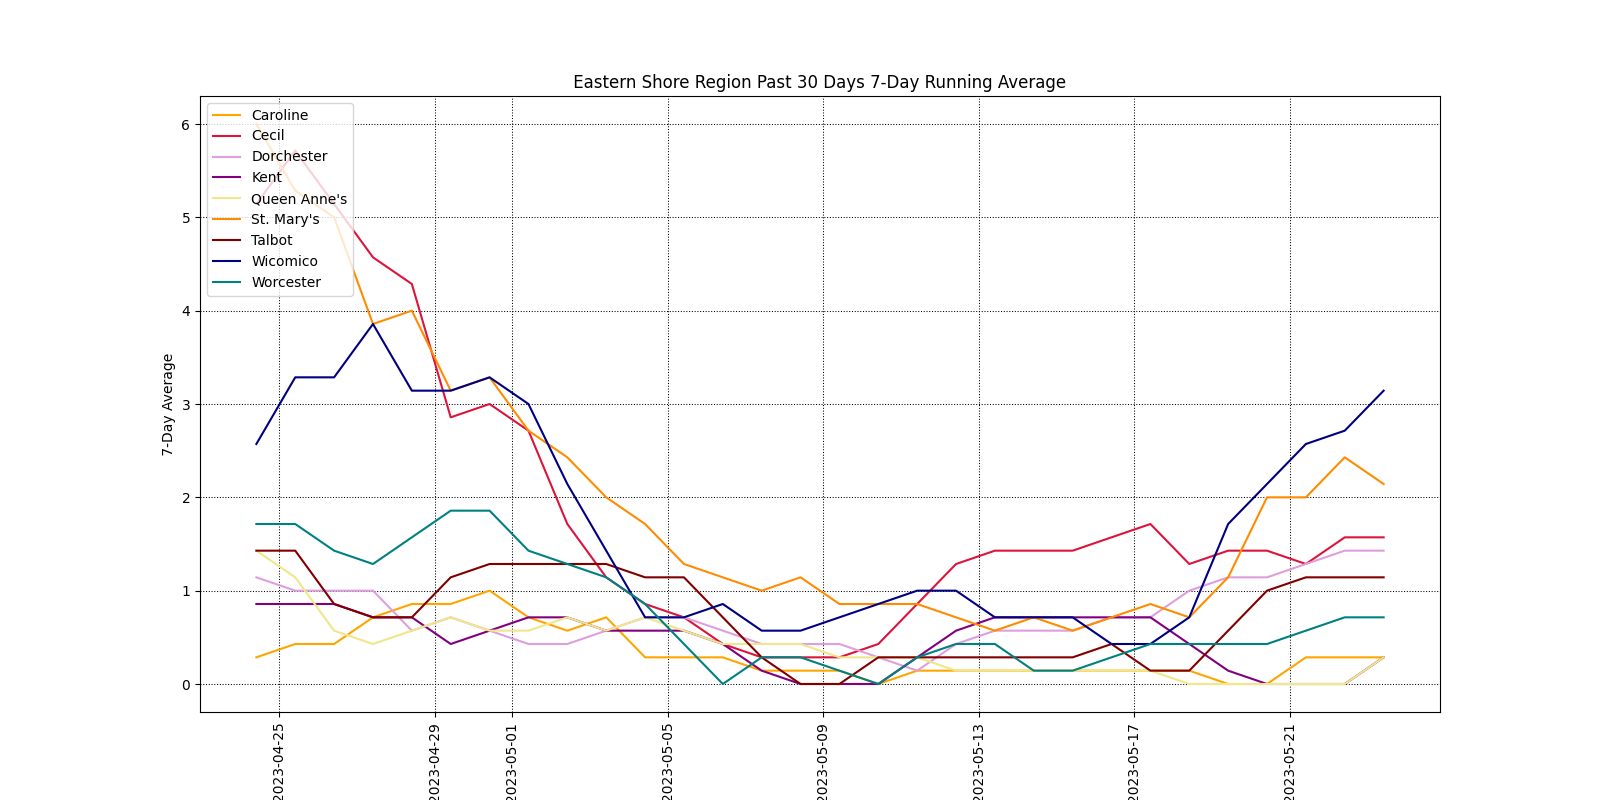 Eastern Shore Region Past 30 Days 7-Day Running Average
Caroline
Cecil
Dorchester
Kent
Queen Anne's
St. Mary's
Talbot
Wicomico
Worcester
7-Day Average
6
5
4
3
2
1
0
2023-04-25
2023-04-29
2023-05-01
2023-05-05
2023-05-09
2023-05-13
2023-05-17
2023-05-21